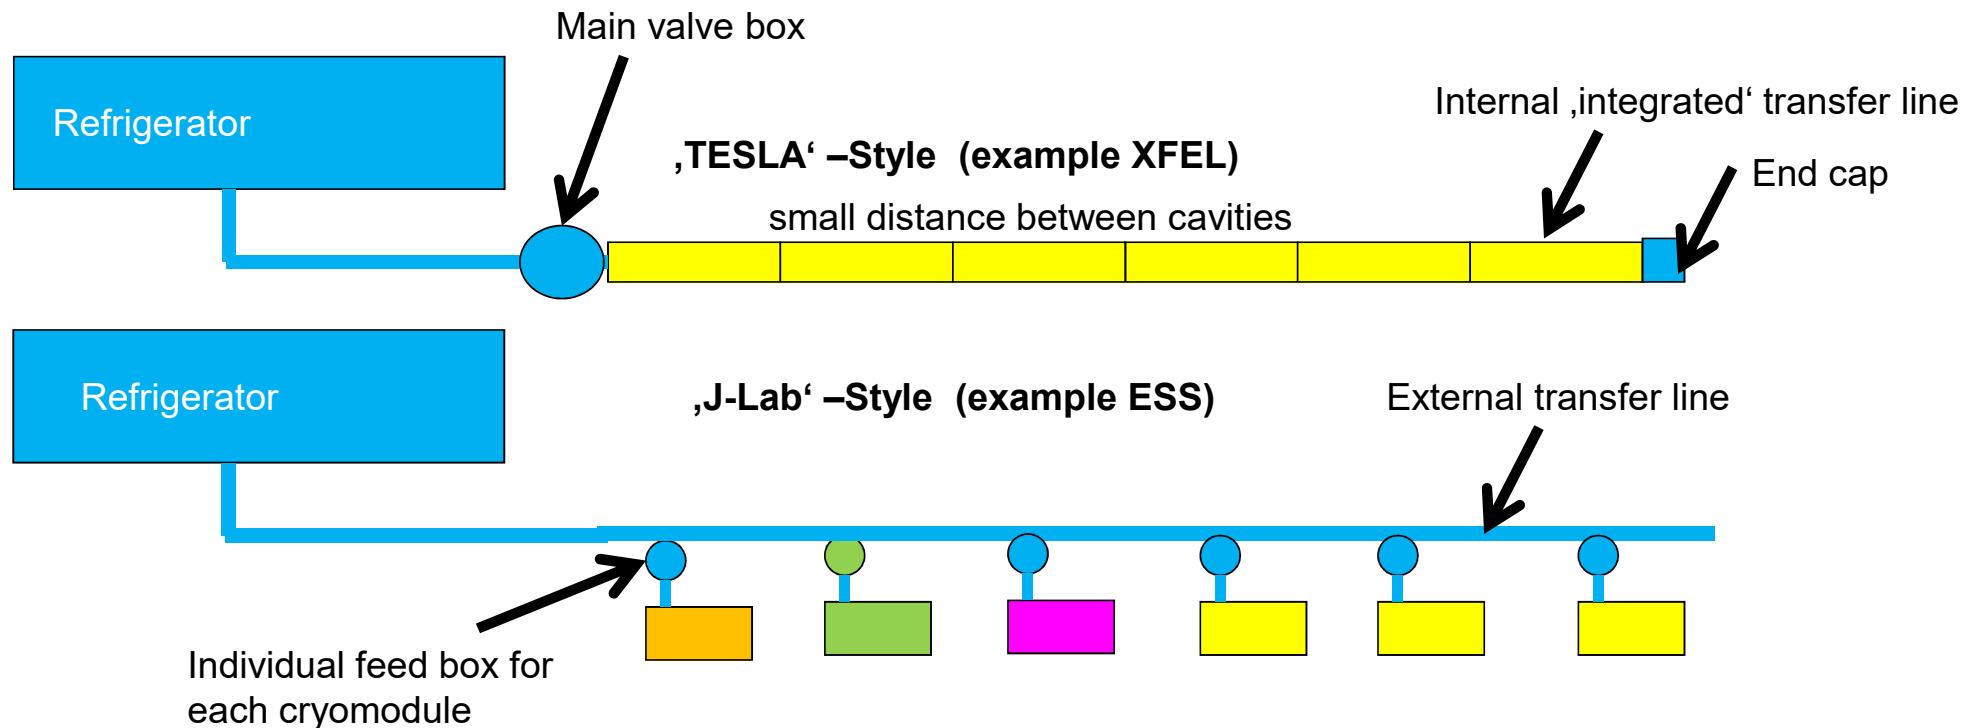 Main valve box
Refrigerator
Internal ‚integrated‘ transfer line
‚TESLA‘ –Style (example XFEL)
End cap
small distance between cavities
Refrigerator
‚J-Lab‘ –Style (example ESS)
External transfer line
Individual feed box for
each cryomodule